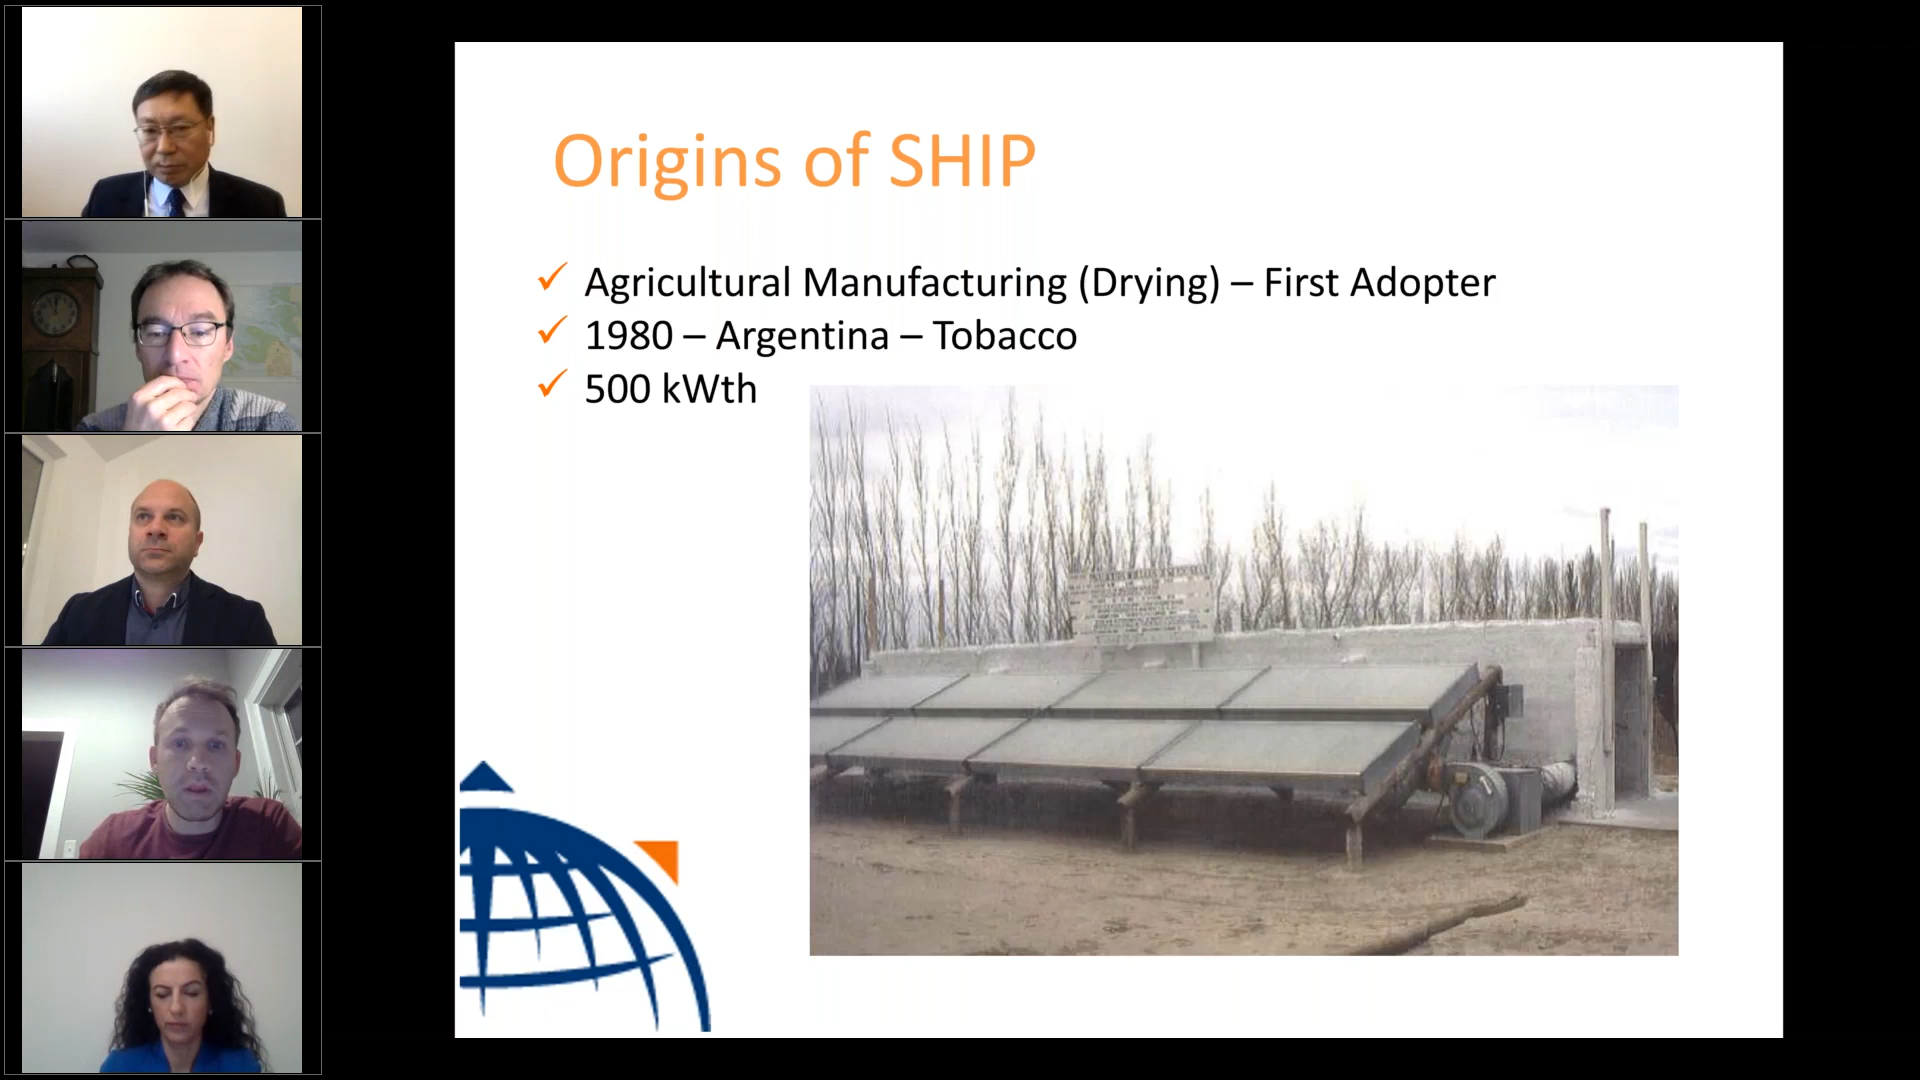 Origins of SHIP
✓ Agricultural Manufacturing (Drying) – First Adopter
✓ 1980 – Argentina – Tobacco
✓ 500 kWth